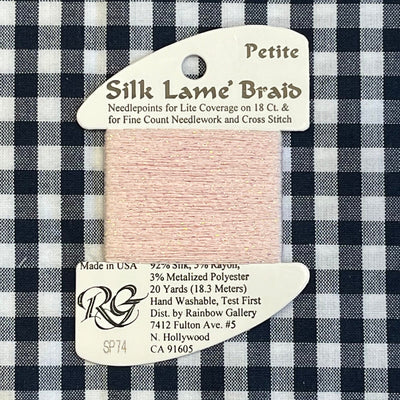 Petite
Silk Lamé Braid
Needlepoints for Lite Coverage on 18 Ct. &
for Fine Count Needlework and Cross Stitch
Made in USA
92% Silk, 5% Rayon,
3% Metalized Polyester
20 Yards (18.3 Meters)
Hand Washable, Test First
Dist. by Rainbow Gallery
7412 Fulton Ave. #5
N. Hollywood
CA 91605
RG
SP74